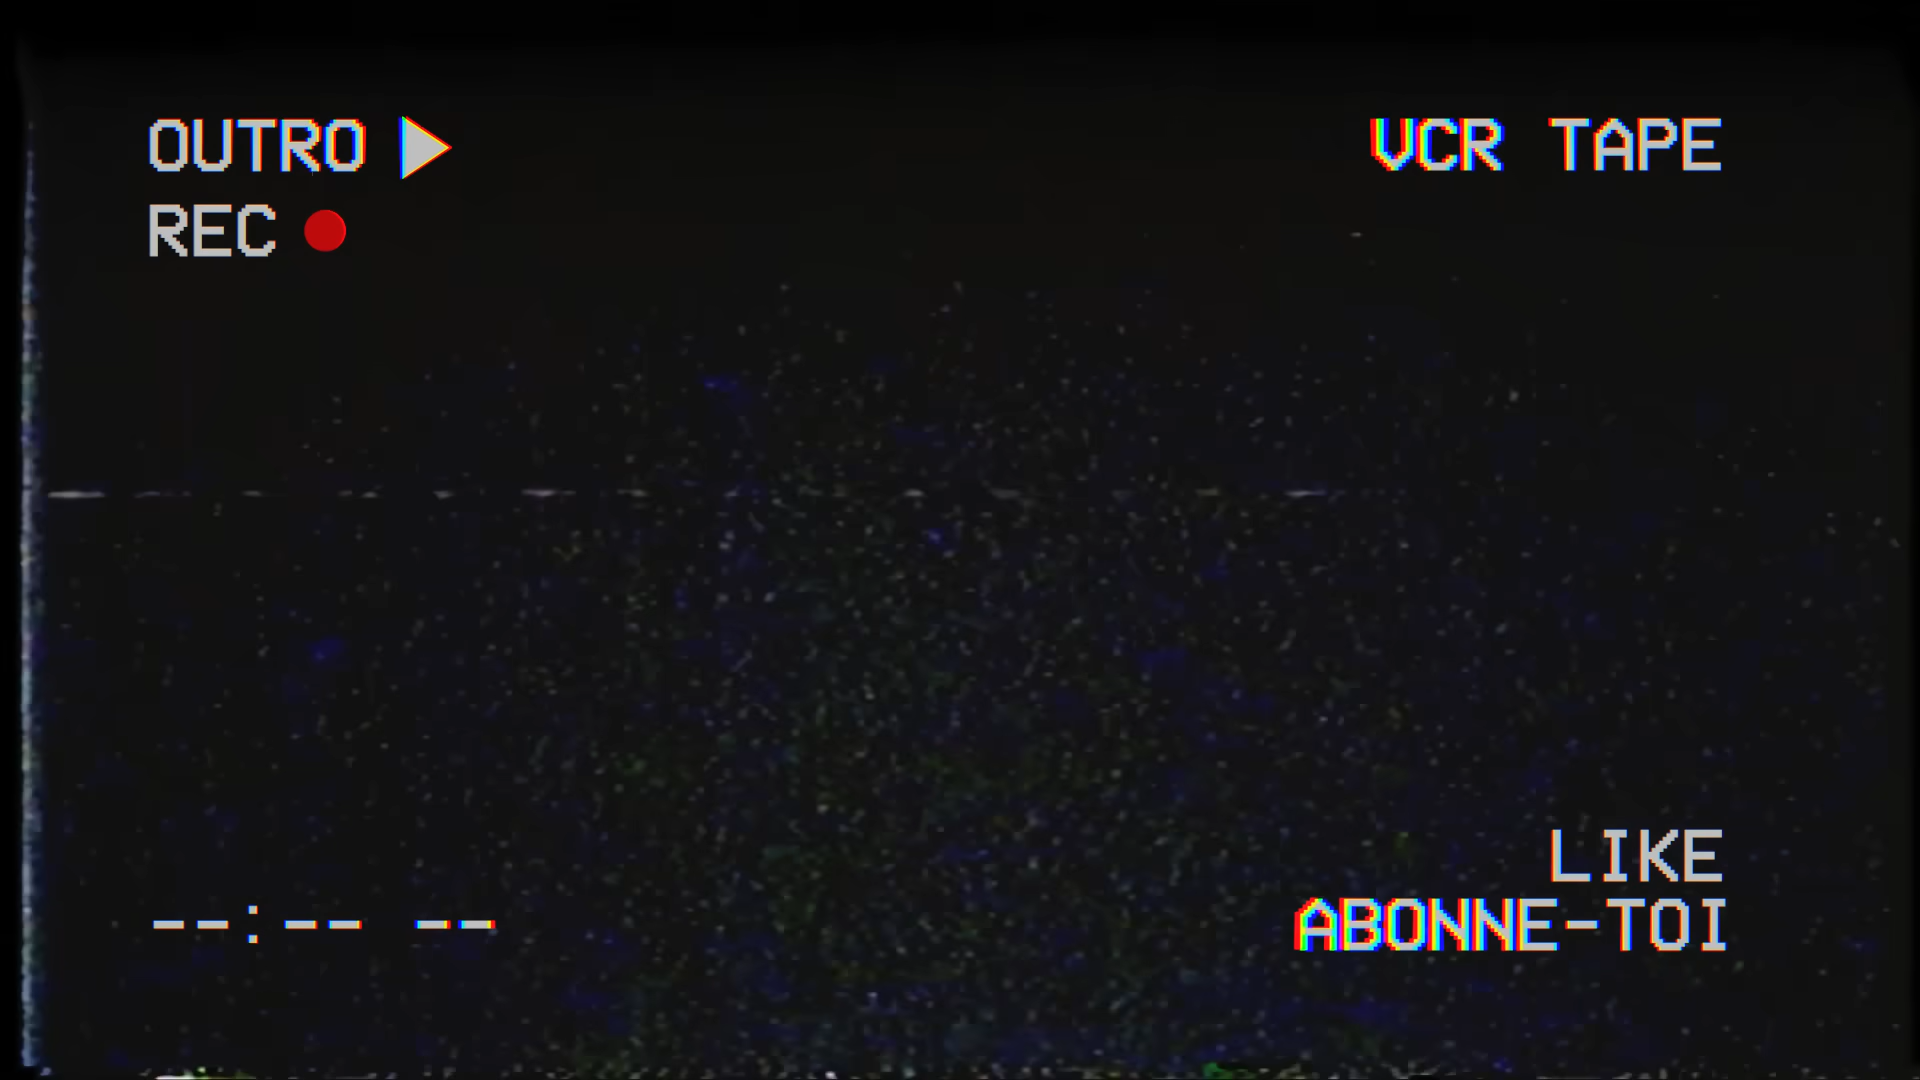 OUTRO ▶
VCR TAPE
REC
--:-- --
LIKE
ABONNE-TOI